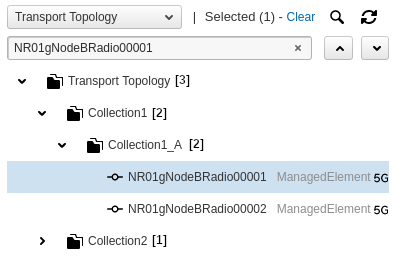 Transport Topology | Selected (1) - Clear
NR01gNodeBRadio00001 ×
Transport Topology [3]
Collection1 [2]
Collection1_A [2]
NR01gNodeBRadio00001 ManagedElement 5G
NR01gNodeBRadio00002 ManagedElement 5G
Collection2 [1]